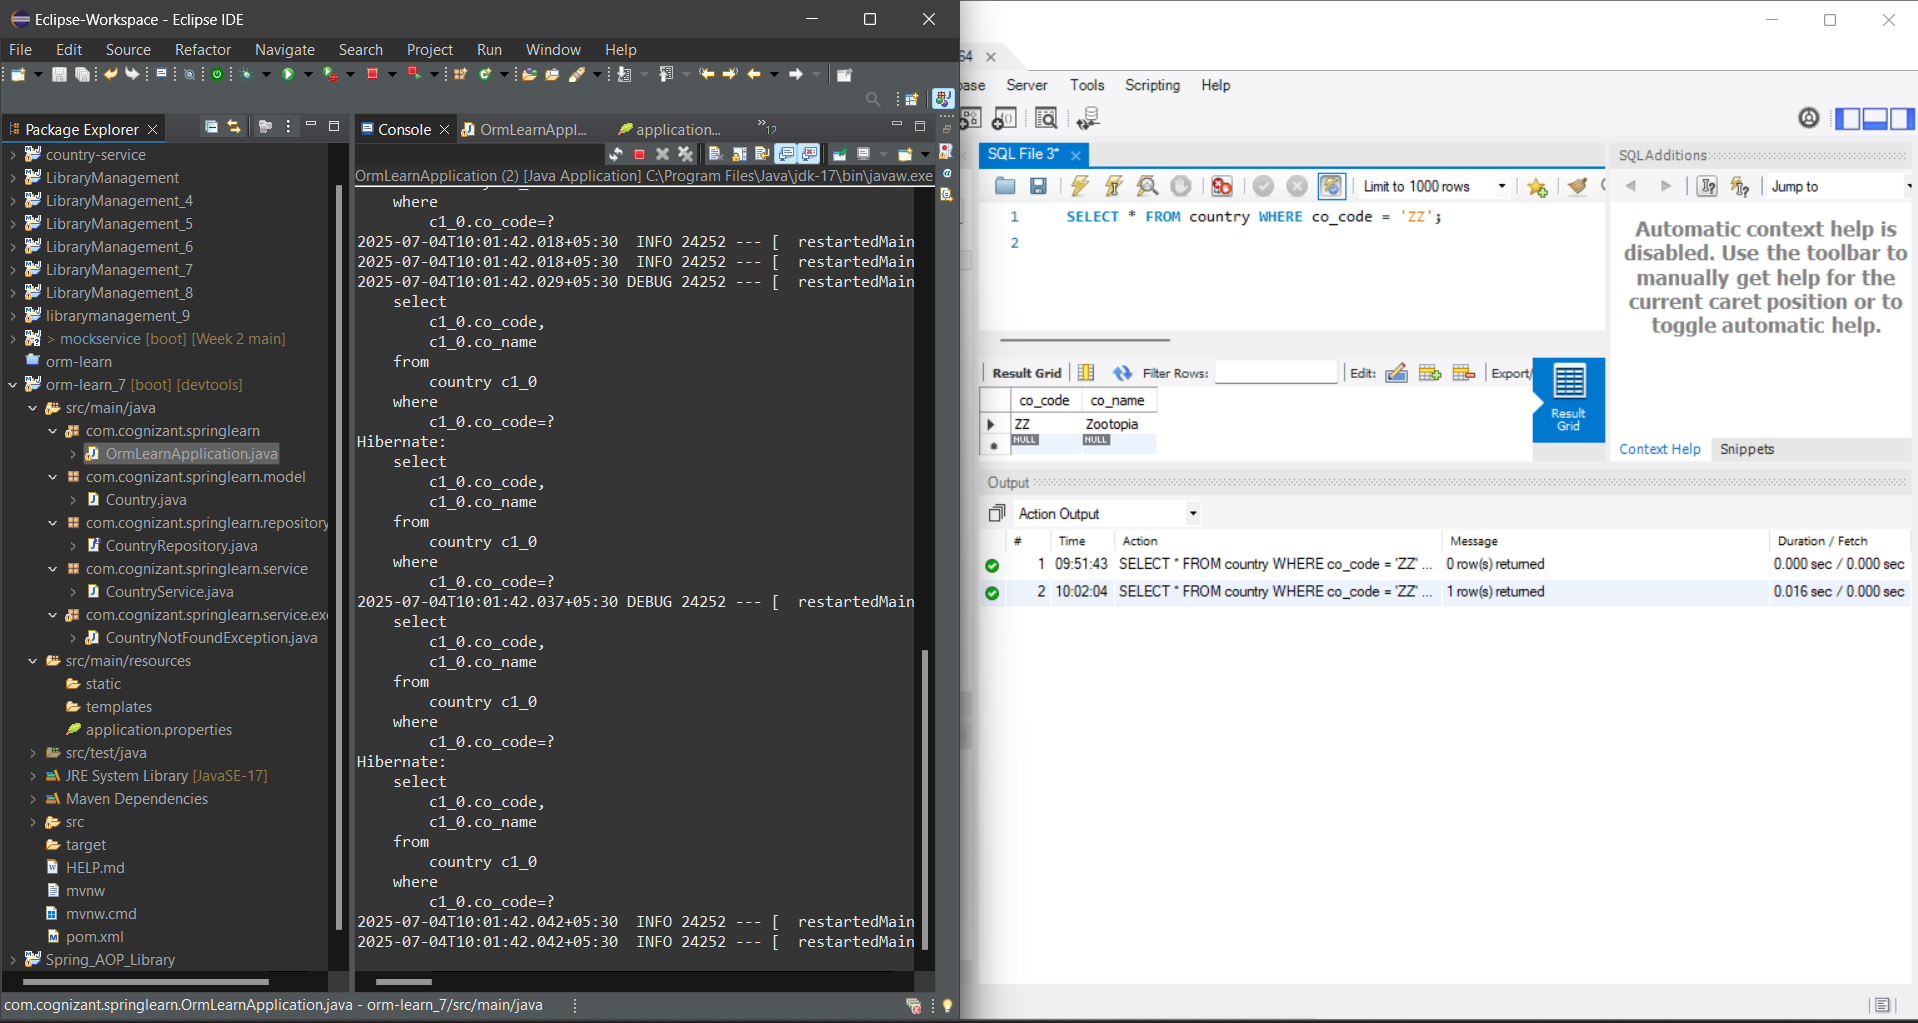 Eclipse-Workspace - Eclipse IDE
File Edit Source Refactor Navigate Search Project Run Window Help
Package Explorer
country-service
LibraryManagement
LibraryManagement_4
LibraryManagement_5
LibraryManagement_6
LibraryManagement_7
LibraryManagement_8
librarymanagement_9
> mockservice [boot] [Week 2 main]
orm-learn
orm-learn_7 [boot] [devtools]
src/main/java
com.cognizant.springlearn
OrmLearnApplication.java
com.cognizant.springlearn.model
Country.java
com.cognizant.springlearn.repository
CountryRepository.java
com.cognizant.springlearn.service
CountryService.java
com.cognizant.springlearn.service.ex
CountryNotFoundException.java
src/main/resources
static
templates
application.properties
src/test/java
JRE System Library [JavaSE-17]
Maven Dependencies
src
target
HELP.md
mvnw
mvnw.cmd
pom.xml
Spring_AOP_Library
Console OrmLearnAppl... application... »12
OrmLearnApplication (2) [Java Application] C:\Program Files\Java\jdk-17\bin\javaw.exe
where
c1_0.co_code=?
2025-07-04T10:01:42.018+05:30 INFO 24252 --- [ restartedMain
2025-07-04T10:01:42.018+05:30 INFO 24252 --- [ restartedMain
2025-07-04T10:01:42.029+05:30 DEBUG 24252 --- [ restartedMain
select
c1_0.co_code,
c1_0.co_name
from
country c1_0
where
c1_0.co_code=?
Hibernate:
select
c1_0.co_code,
c1_0.co_name
from
country c1_0
where
c1_0.co_code=?
2025-07-04T10:01:42.037+05:30 DEBUG 24252 --- [ restartedMain
select
c1_0.co_code,
c1_0.co_name
from
country c1_0
where
c1_0.co_code=?
Hibernate:
select
c1_0.co_code,
c1_0.co_name
from
country c1_0
where
c1_0.co_code=?
2025-07-04T10:01:42.042+05:30 INFO 24252 --- [ restartedMain
2025-07-04T10:01:42.042+05:30 INFO 24252 --- [ restartedMain
com.cognizant.springlearn.OrmLearnApplication.java - orm-learn_7/src/main/java
64
base Server Tools Scripting Help
SQL File 3*
Limit to 1000 rows
1 SELECT * FROM country WHERE co_code = 'ZZ';
2
Result Grid Filter Rows: Edit: Export/
co_code co_name
ZZ Zootopia
NULL NULL
Result
Grid
SQLAdditions
Jump to
Automatic context help is
disabled. Use the toolbar to
manually get help for the
current caret position or to
toggle automatic help.
Context Help Snippets
Output
Action Output
# Time Action Message Duration / Fetch
1 09:51:43 SELECT * FROM country WHERE co_code = 'ZZ' ... 0 row(s) returned 0.000 sec / 0.000 sec
2 10:02:04 SELECT * FROM country WHERE co_code = 'ZZ' ... 1 row(s) returned 0.016 sec / 0.000 sec